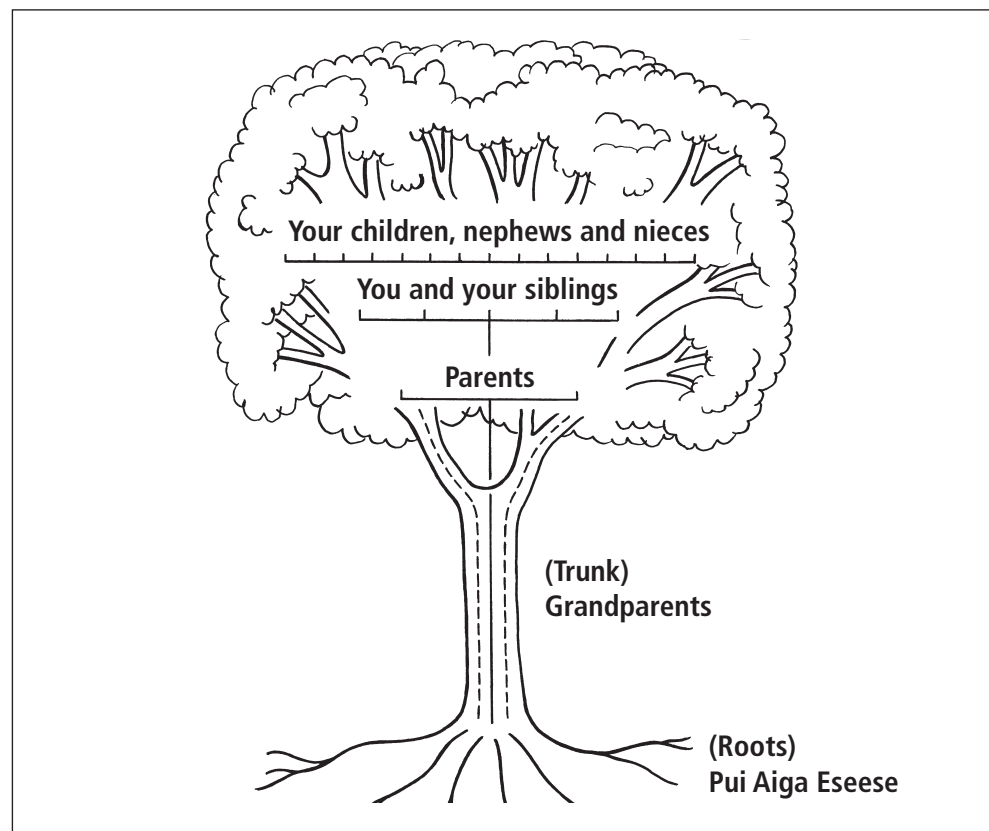 Your children, nephews and nieces
You and your siblings
Parents
(Trunk)
Grandparents
(Roots)
Pui Aiga Eseese